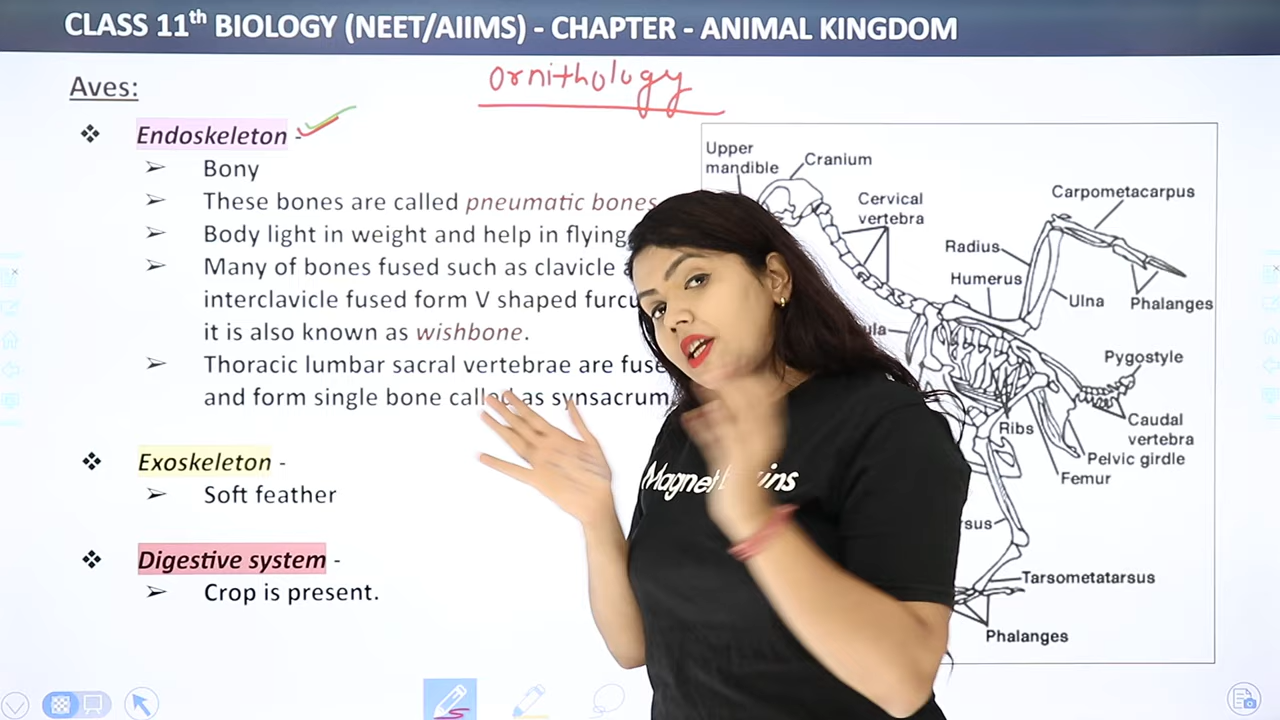 CLASS 11th BIOLOGY (NEET/AIIMS) - CHAPTER - ANIMAL KINGDOM
Ornithology
Aves:
❖ Endoskeleton -
➢ Bony
➢ These bones are called pneumatic bones
➢ Body light in weight and help in flying
➢ Many of bones fused such as clavicle
interclavicle fused form V shaped
it is also known as wishbone.
➢ Thoracic lumbar sacral vertebrae are
and form single bone called as synsacrum
❖ Exoskeleton -
➢ Soft feather
❖ Digestive system -
➢ Crop is present.
Upper
mandible
Cranium
Cervical
vertebra
Carpometacarpus
Radius
Humerus
Ulna
Phalanges
Pygostyle
Ribs
Caudal
vertebra
Pelvic girdle
Femur
Tarsometatarsus
Phalanges